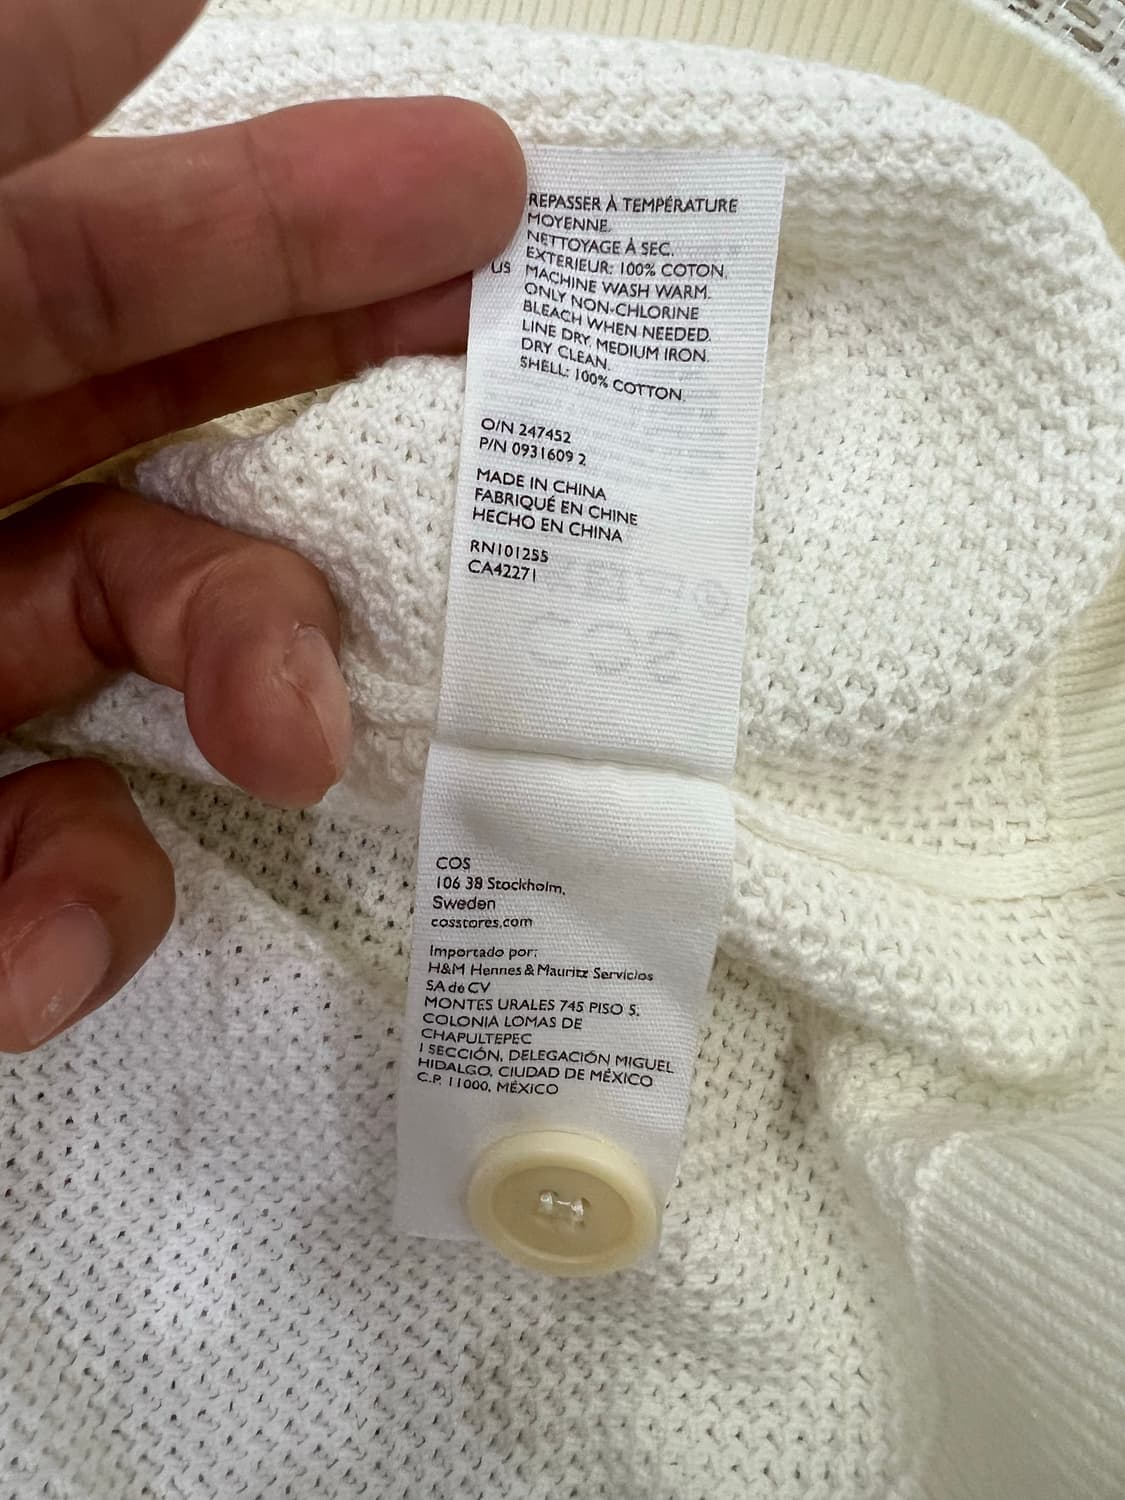 REPASSER À TEMPÉRATURE
MOYENNE.
NETTOYAGE À SEC.
EXTERIEUR: 100% COTON.
US MACHINE WASH WARM.
ONLY NON-CHLORINE
BLEACH WHEN NEEDED.
LINE DRY, MEDIUM IRON.
DRY CLEAN.
SHELL: 100% COTTON.
O/N 247452
P/N 0931609 2
MADE IN CHINA
FABRIQUÉ EN CHINE
HECHO EN CHINA
RN101255
CA42271
COS
106 38 Stockholm,
Sweden
cosstores.com
Importado por:
H&M Hennes & Mauritz Servicios
SA de CV
MONTES URALES 745 PISO 5.
COLONIA LOMAS DE
CHAPULTEPEC
I SECCIÓN, DELEGACIÓN MIGUEL
HIDALGO, CIUDAD DE MÉXICO
C.P. 11000, MÉXICO